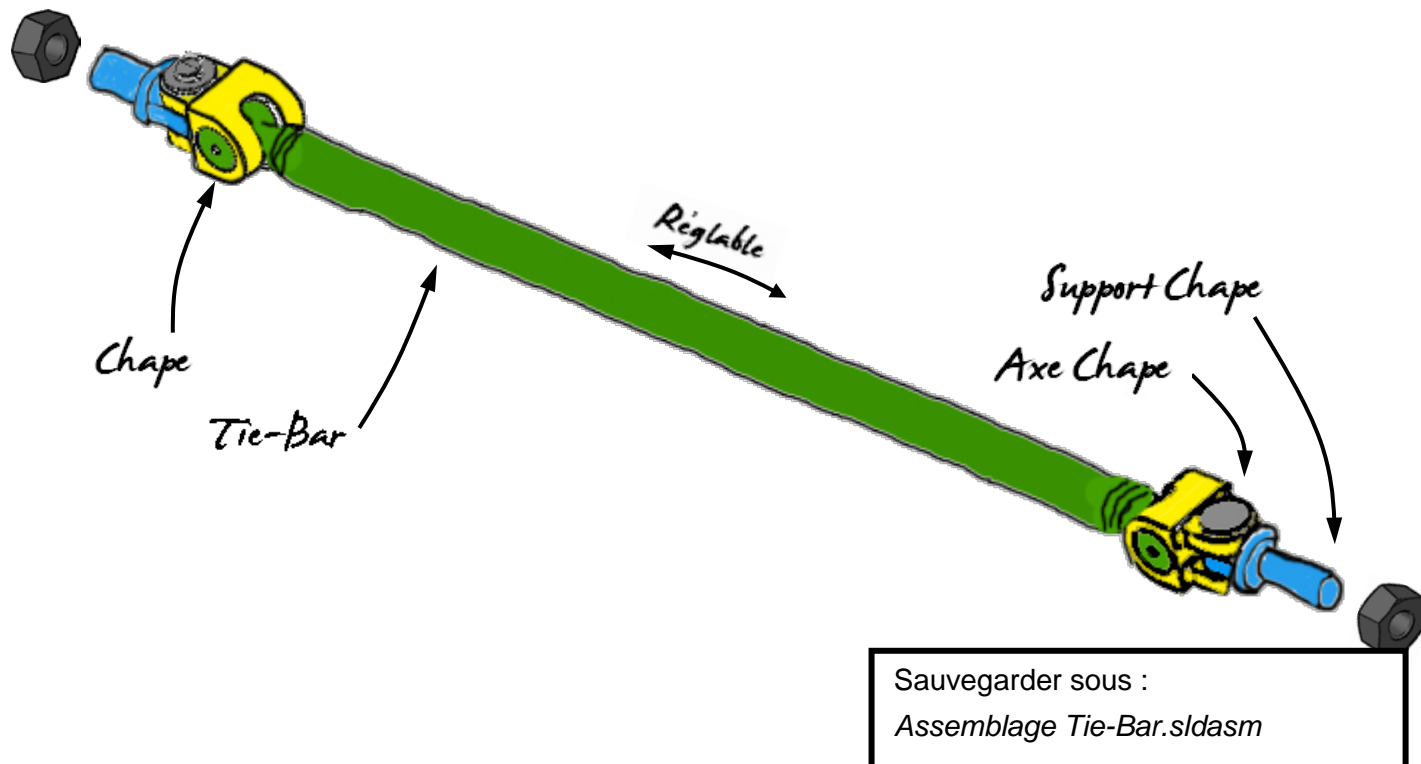 Réglable
Support Chape
Axe Chape
Chape
Tie-Bar
Sauvegarder sous :
Assemblage Tie-Bar.sldasm